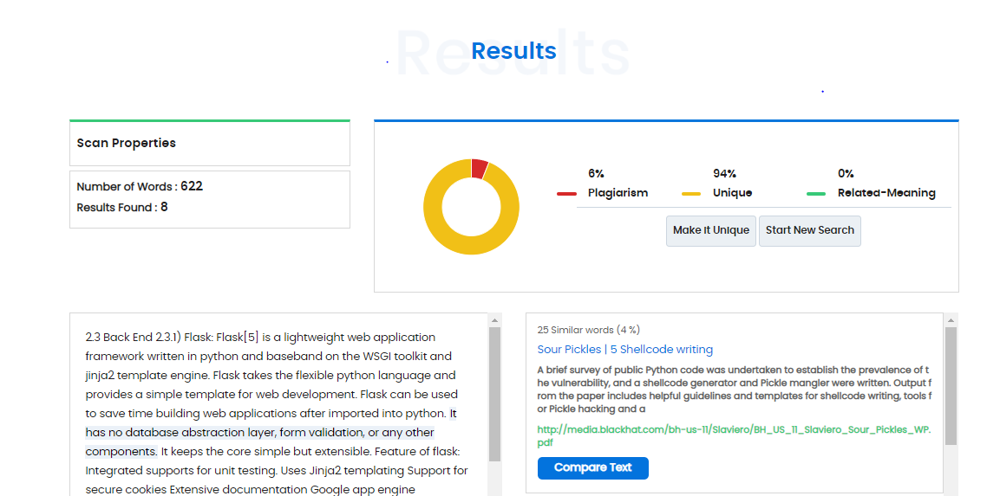 Results
Results
Scan Properties
Number of Words : 622
Results Found : 8
6%
Plagiarism
94%
Unique
0%
Related-Meaning
Make it Unique
Start New Search
2.3 Back End 2.3.1) Flask: Flask[5] is a lightweight web application
framework written in python and baseband on the WSGI toolkit and
jinja2 template engine. Flask takes the flexible python language and
provides a simple template for web development. Flask can be used
to save time building web applications after imported into python. It
has no database abstraction layer, form validation, or any other
components. It keeps the core simple but extensible. Feature of flask:
Integrated supports for unit testing. Uses Jinja2 templating Support for
secure cookies Extensive documentation Google app engine
25 Similar words (4 %)
Sour Pickles | 5 Shellcode writing
A brief survey of public Python code was undertaken to establish the prevalence of t
he vulnerability, and a shellcode generator and Pickle mangler were written. Output f
rom the paper includes helpful guidelines and templates for shellcode writing, tools f
or Pickle hacking and a
http://media.blackhat.com/bh-us-11/Slaviero/BH_US_11_Slaviero_Sour_Pickles_WP.
pdf
Compare Text